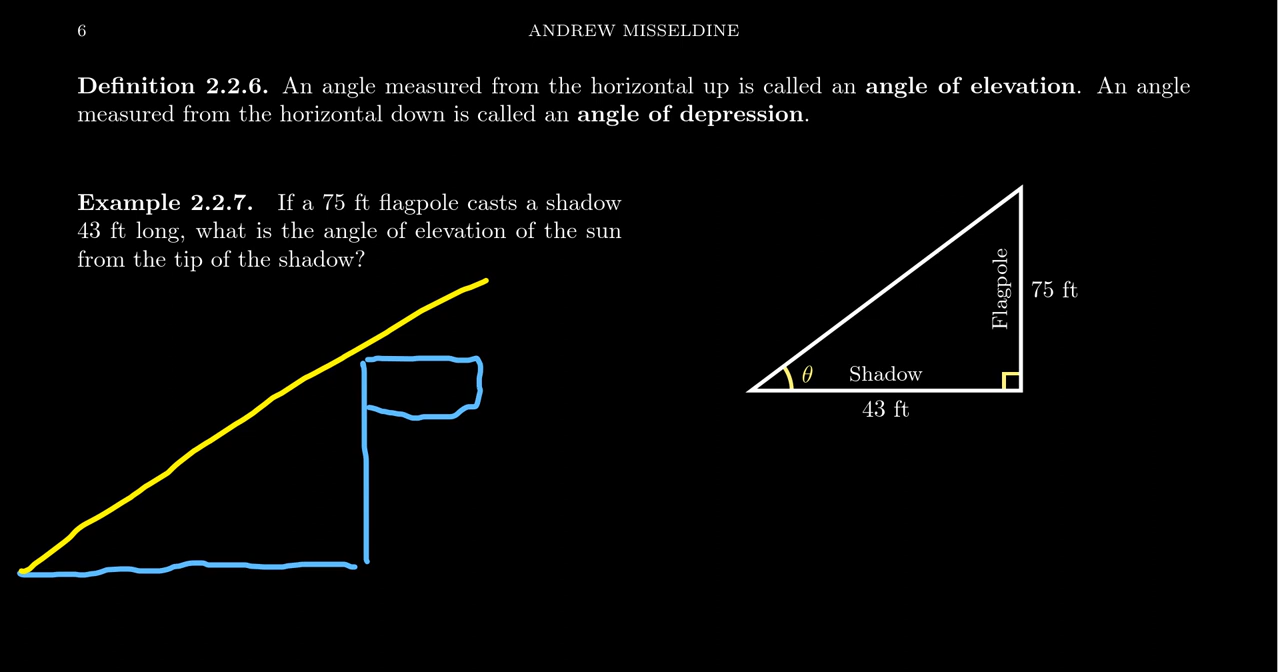 6
ANDREW MISSELDINE
Definition 2.2.6. An angle measured from the horizontal up is called an angle of elevation. An angle
measured from the horizontal down is called an angle of depression.
Example 2.2.7. If a 75 ft flagpole casts a shadow
43 ft long, what is the angle of elevation of the sun
from the tip of the shadow?
Flagpole
75 ft
θ
Shadow
43 ft